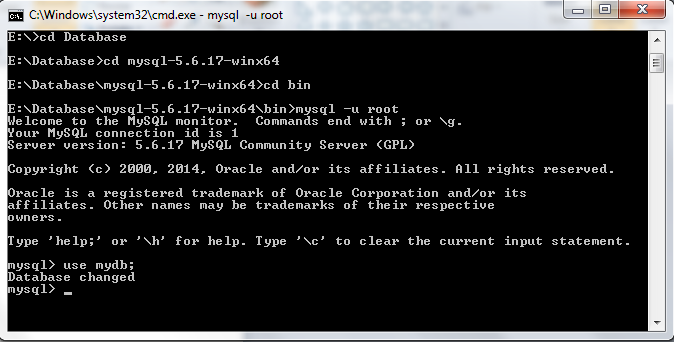 C:\Windows\system32\cmd.exe - mysql  -u root
E:\>cd Database
E:\Database>cd mysql-5.6.17-winx64
E:\Database\mysql-5.6.17-winx64>cd bin
E:\Database\mysql-5.6.17-winx64\bin>mysql -u root
Welcome to the MySQL monitor.  Commands end with ; or \g.
Your MySQL connection id is 1
Server version: 5.6.17 MySQL Community Server (GPL)
Copyright (c) 2000, 2014, Oracle and/or its affiliates. All rights reserved.
Oracle is a registered trademark of Oracle Corporation and/or its
affiliates. Other names may be trademarks of their respective
owners.
Type 'help;' or '\h' for help. Type '\c' to clear the current input statement.
mysql> use mydb;
Database changed
mysql> _